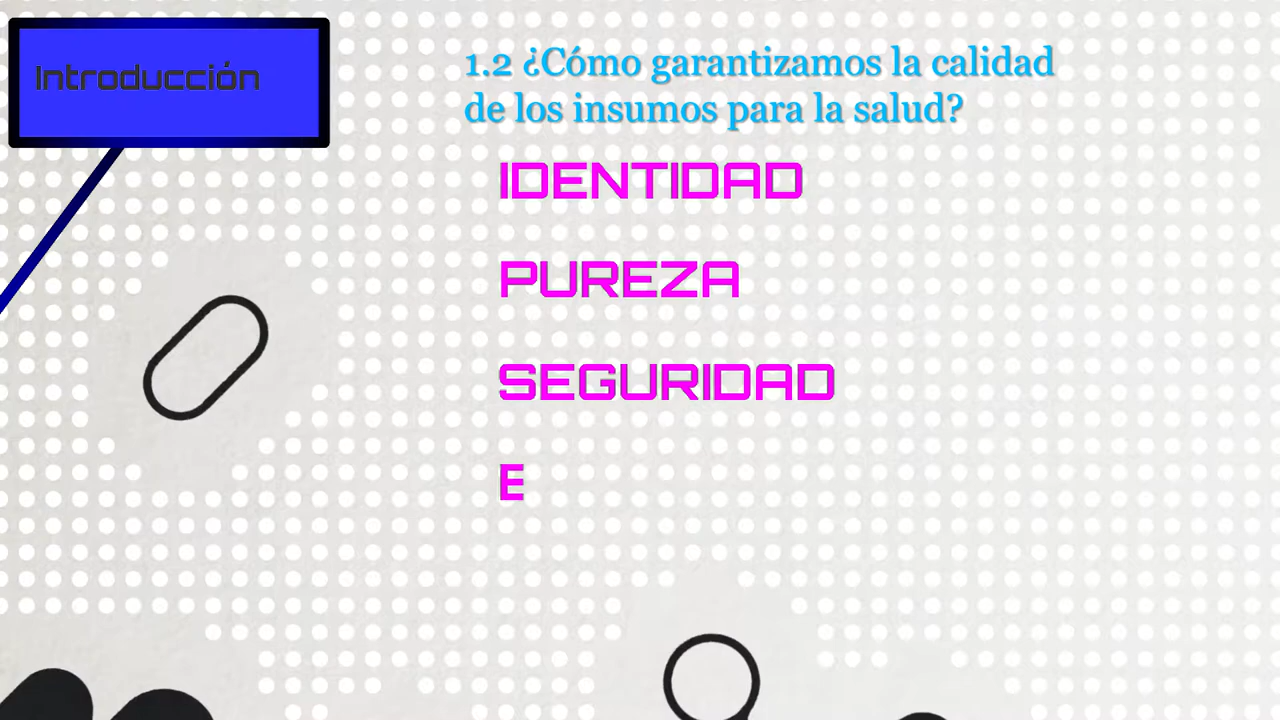 Introducción
1.2 ¿Cómo garantizamos la calidad
de los insumos para la salud?
IDENTIDAD
PUREZA
SEGURIDAD
E